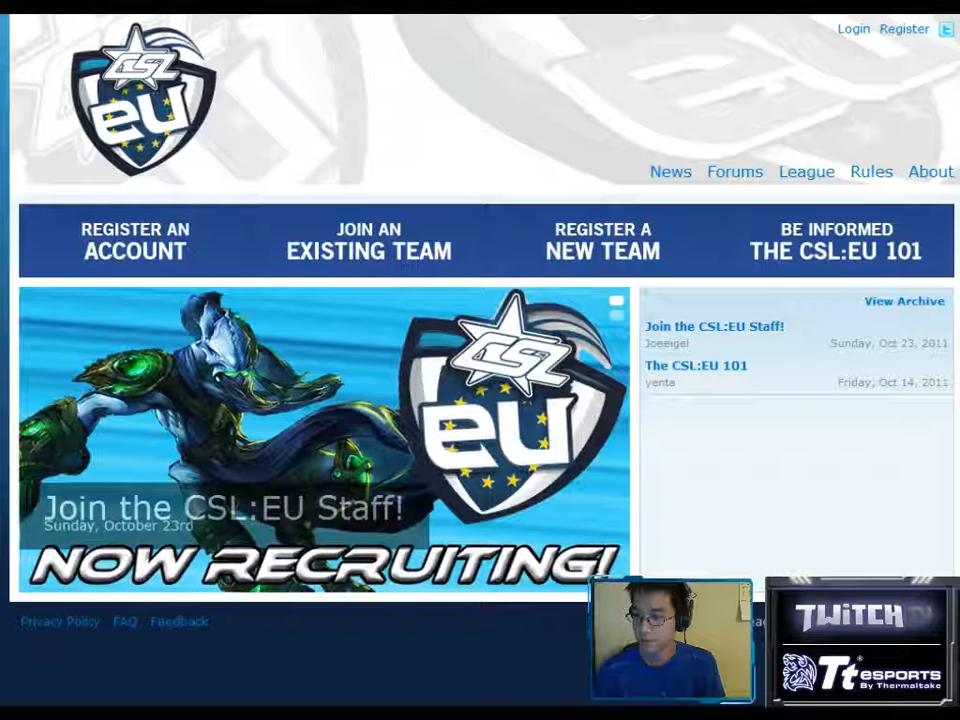 CSL
eu
Login Register
News Forums League Rules About
REGISTER AN
ACCOUNT
JOIN AN
EXISTING TEAM
REGISTER A
NEW TEAM
BE INFORMED
THE CSL:EU 101
CSL
eu
Join the CSL:EU Staff!
Sunday, October 23rd
NOW RECRUITING!
View Archive
Join the CSL:EU Staff!
Joeeigel Sunday, Oct 23, 2011
The CSL:EU 101
yenta Friday, Oct 14, 2011
Privacy Policy FAQ Feedback
TWiTCH
Tt eSPORTS
By Thermaltake